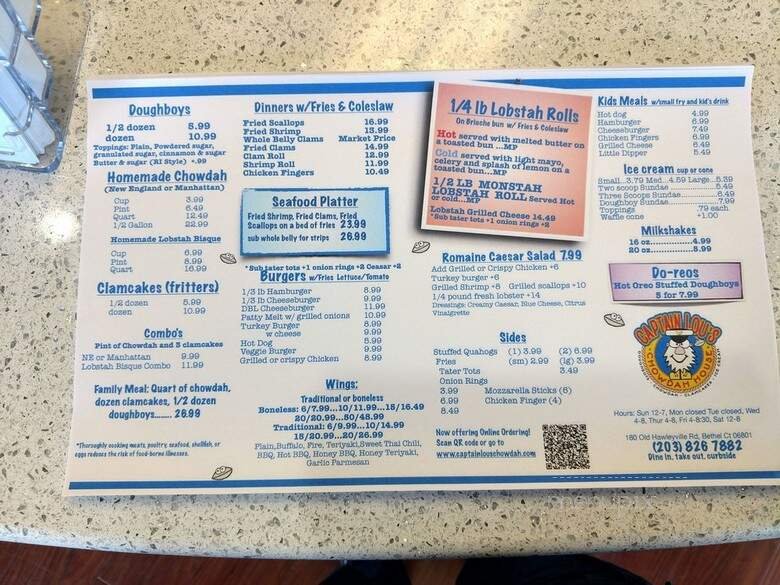 Doughboys
1/2 dozen 5.99
dozen 10.99
Toppings: Plain, Powdered sugar,
granulated sugar, cinnamon & sugar
Butter & sugar (RI Style) +.99
Homemade Chowdah
(New England or Manhattan)
Cup 3.99
Pint 6.49
Quart 12.49
1/2 Gallon 22.99
Homemade Lobstah Bisque
Cup 6.99
Pint 8.99
Quart 16.99
Clamcakes (fritters)
1/2 dozen 5.99
dozen 10.99
Combo's
Pint of Chowdah and 3 clamcakes
NE or Manhattan 9.99
Lobstah Bisque Combo 11.99
Family Meal: Quart of chowdah,
dozen clamcakes, 1/2 dozen
doughboys....... 26.99
*Thoroughly cooking meats, poultry, seafood, shellfish, or
eggs reduces the risk of food-borne illnesses.
Dinners w/Fries & Coleslaw
Fried Scallops 16.99
Fried Shrimp 13.99
Whole Belly Clams Market Price
Fried Clams 14.99
Clam Roll 12.99
Shrimp Roll 11.99
Chicken Fingers 10.49
Seafood Platter
Fried Shrimp, Fried Clams, Fried
Scallops on a bed of fries 23.99
sub whole belly for strips 26.99
*Sub tater tots +1 onion rings +2 Ceasar +2
Burgers w/Fries Lettuce/Tomato
1/3 lb Hamburger 8.99
1/3 lb Cheeseburger 9.99
DBL Cheeseburger 11.99
Patty Melt w/ grilled onions 10.99
Turkey Burger 8.99
w cheese 9.99
Hot Dog 5.99
Veggie Burger 9.99
Grilled or crispy Chicken 8.99
Wings:
Traditional or boneless
Boneless: 6/7.99...10/11.99...15/16.49
20/20.99...50/48.99
Traditional: 6/9.99...10/14.99
15/20.99...20/26.99
Plain,Buffalo, Fire, Teriyaki,Sweet Thai Chili,
BBQ, Hot BBQ, Honey BBQ, Honey Teriyaki,
Garlic Parmesan
1/4 lb Lobstah Rolls
On Brioche bun w/ Fries & Coleslaw
Hot served with melted butter on
a toasted bun ...MP
Cold served with light mayo,
celery and splash of lemon on a
toasted bun...MP
1/2 LB MONSTAH
LOBSTAH ROLL Served Hot
or cold...MP
Lobstah Grilled Cheese 14.49
*Sub tater tots +1 onion rings +2
Romaine Caesar Salad 7.99
Add Grilled or Crispy Chicken +6
Turkey burger +6
Grilled Shrimp +8 Grilled scallops +10
1/4 pound fresh lobster +14
Dressings: Creamy Caesar, Blue Cheese, Citrus
Vinaigrette
Sides
Stuffed Quahogs (1) 3.99 (2) 6.99
Fries (sm) 2.99 (lg) 3.99
Tater Tots 3.49
Onion Rings
3.99 Mozzarella Sticks (6)
6.99 Chicken Finger (4)
8.49
Now offering Online Ordering!
Scan QR code or go to
www.captainlouschowdah.com
Kids Meals w/small fry and kid's drink
Hot dog 4.99
Hamburger 6.99
Cheeseburger 7.49
Chicken Fingers 6.99
Grilled Cheese 6.49
Little Dipper 5.49
Ice cream cup or cone
Small...3.79 Med...4.59 Large...5.39
Two scoop Sundae 5.49
Three Scoops Sundae 6.49
Doughboy Sundae 7.99
Toppings .79 each
Waffle cone +1.00
Milkshakes
16 oz............4.99
20 oz............5.99
Do-reos
Hot Oreo Stuffed Doughboys
5 for 7.99
CAPTAIN LOU'S
CHOWDAH HOUSE
Hours: Sun 12-7, Mon closed Tue closed, Wed
4-8, Thur 4-8, Fri 4-8:30, Sat 12-8
180 Old Hawleyville Rd, Bethel Ct 06801
(203) 826 7882
Dine in, take out, curbside